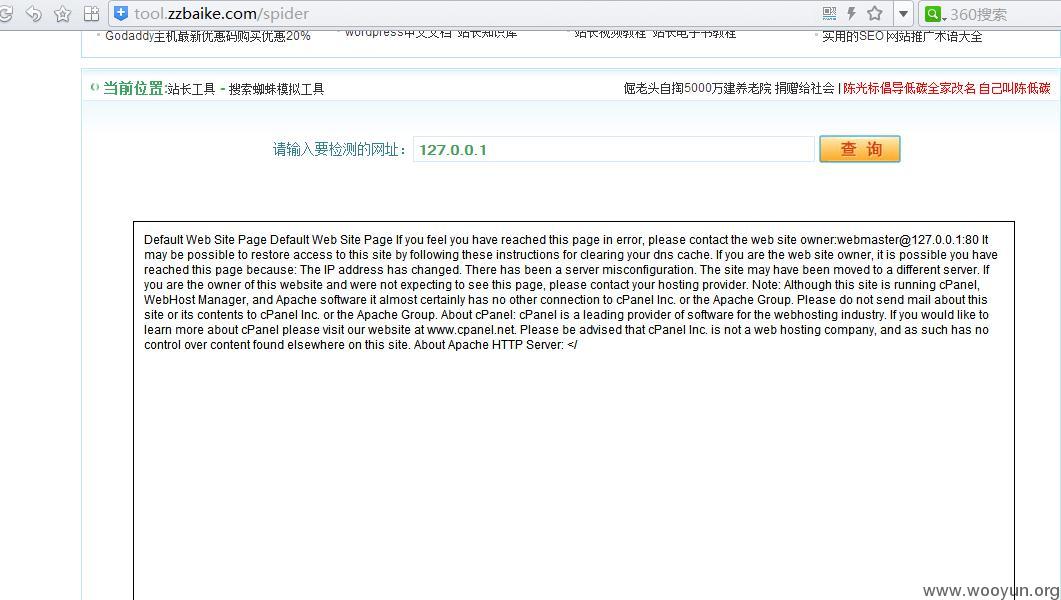 tool.zzbaike.com/spider
360搜索
Godaddy主机最新优惠码购买优惠20%
wordpress中文文档 站长知识库
站长视频教程 站长电子书教程
实用的SEO网站推广术语大全
当前位置:站长工具 - 搜索蜘蛛模拟工具
倔老头自掏5000万建养老院 捐赠给社会 | 陈光标倡导低碳全家改名 自己叫陈低碳
请输入要检测的网址： 127.0.0.1 查 询
Default Web Site Page Default Web Site Page If you feel you have reached this page in error, please contact the web site owner:webmaster@127.0.0.1:80 It
may be possible to restore access to this site by following these instructions for clearing your dns cache. If you are the web site owner, it is possible you have
reached this page because: The IP address has changed. There has been a server misconfiguration. The site may have been moved to a different server. If
you are the owner of this website and were not expecting to see this page, please contact your hosting provider. Note: Although this site is running cPanel,
WebHost Manager, and Apache software it almost certainly has no other connection to cPanel Inc. or the Apache Group. Please do not send mail about this
site or its contents to cPanel Inc. or the Apache Group. About cPanel: cPanel is a leading provider of software for the webhosting industry. If you would like to
learn more about cPanel please visit our website at www.cpanel.net. Please be advised that cPanel Inc. is not a web hosting company, and as such has no
control over content found elsewhere on this site. About Apache HTTP Server: </
www.wooyun.org